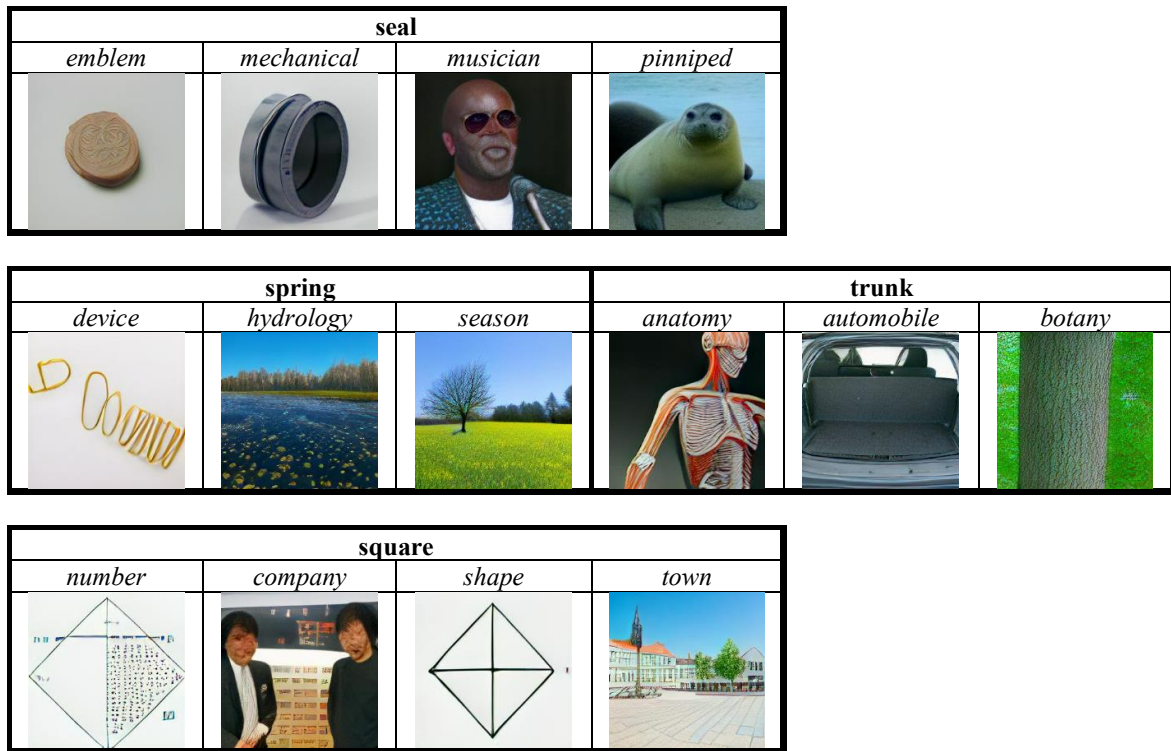 seal
emblem mechanical musician pinniped
spring trunk
device hydrology season anatomy automobile botany
square
number company shape town